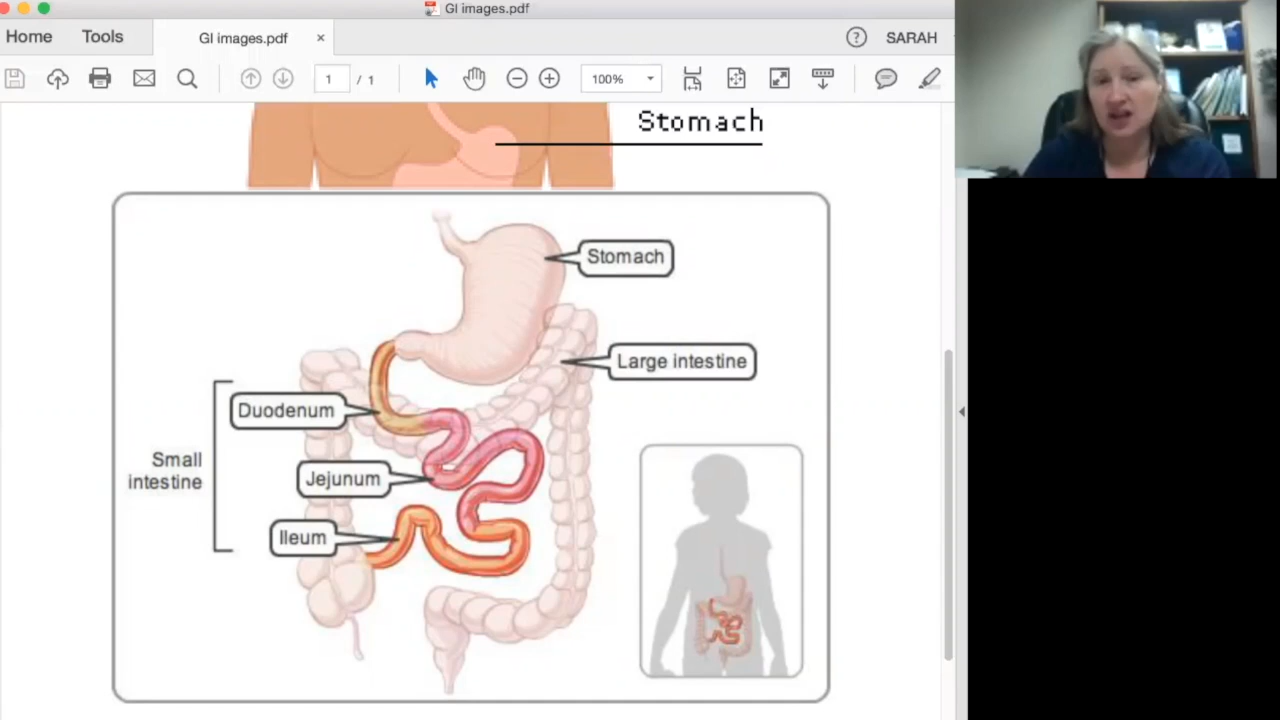 GI images.pdf
Home
Tools
GI images.pdf
×
?
SARAH
1
/ 1
100%
Stomach
Stomach
Large intestine
Duodenum
Small
intestine
Jejunum
Ileum